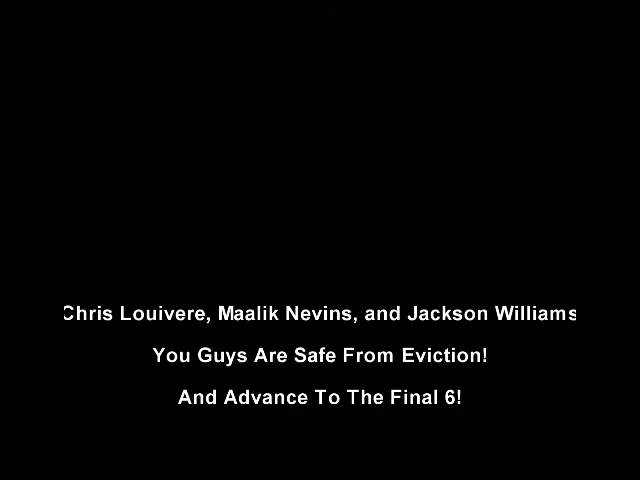 Chris Louivere, Maalik Nevins, and Jackson Williams
You Guys Are Safe From Eviction!
And Advance To The Final 6!